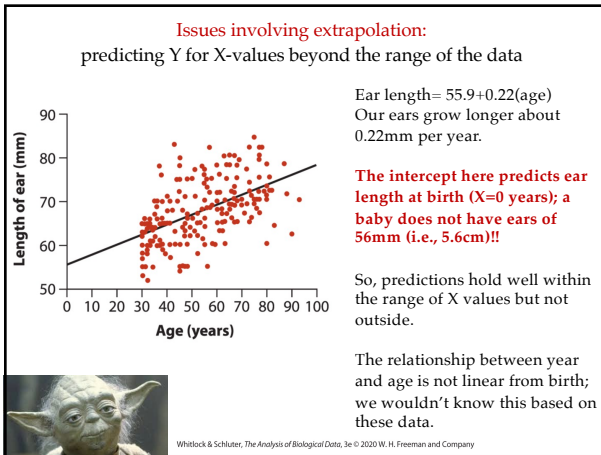 Issues involving extrapolation:
predicting Y for X-values beyond the range of the data
Length of ear (mm)
90
80
70
60
50
0 10 20 30 40 50 60 70 80 90 100
Age (years)
Ear length= 55.9+0.22(age)
Our ears grow longer about
0.22mm per year.
The intercept here predicts ear
length at birth (X=0 years); a
baby does not have ears of
56mm (i.e., 5.6cm)!!
So, predictions hold well within
the range of X values but not
outside.
The relationship between year
and age is not linear from birth;
we wouldn't know this based on
these data.
Whitlock & Schluter, The Analysis of Biological Data, 3e © 2020 W. H. Freeman and Company